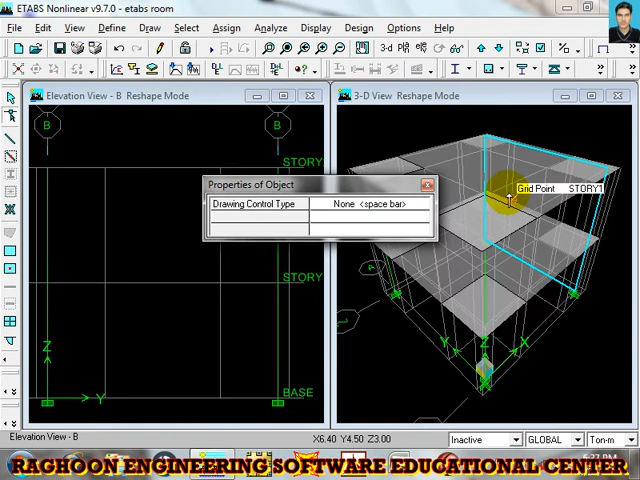 ETABS Nonlinear v9.7.0 - etabs room
File Edit View Define Draw Select Assign Analyze Display Design Options Help
3-d
Elevation View - B Reshape Mode
3-D View Reshape Mode
B
B
STORY
STORY
BASE
Z
Y
Properties of Object
Drawing Control Type None <space bar>
Grid Point STORY1
Y Z X
Elevation View - B
X6.40 Y4.50 Z3.00
Inactive
GLOBAL
Ton-m
RAGHOON ENGINEERING SOFTWARE EDUCATIONAL CENTER